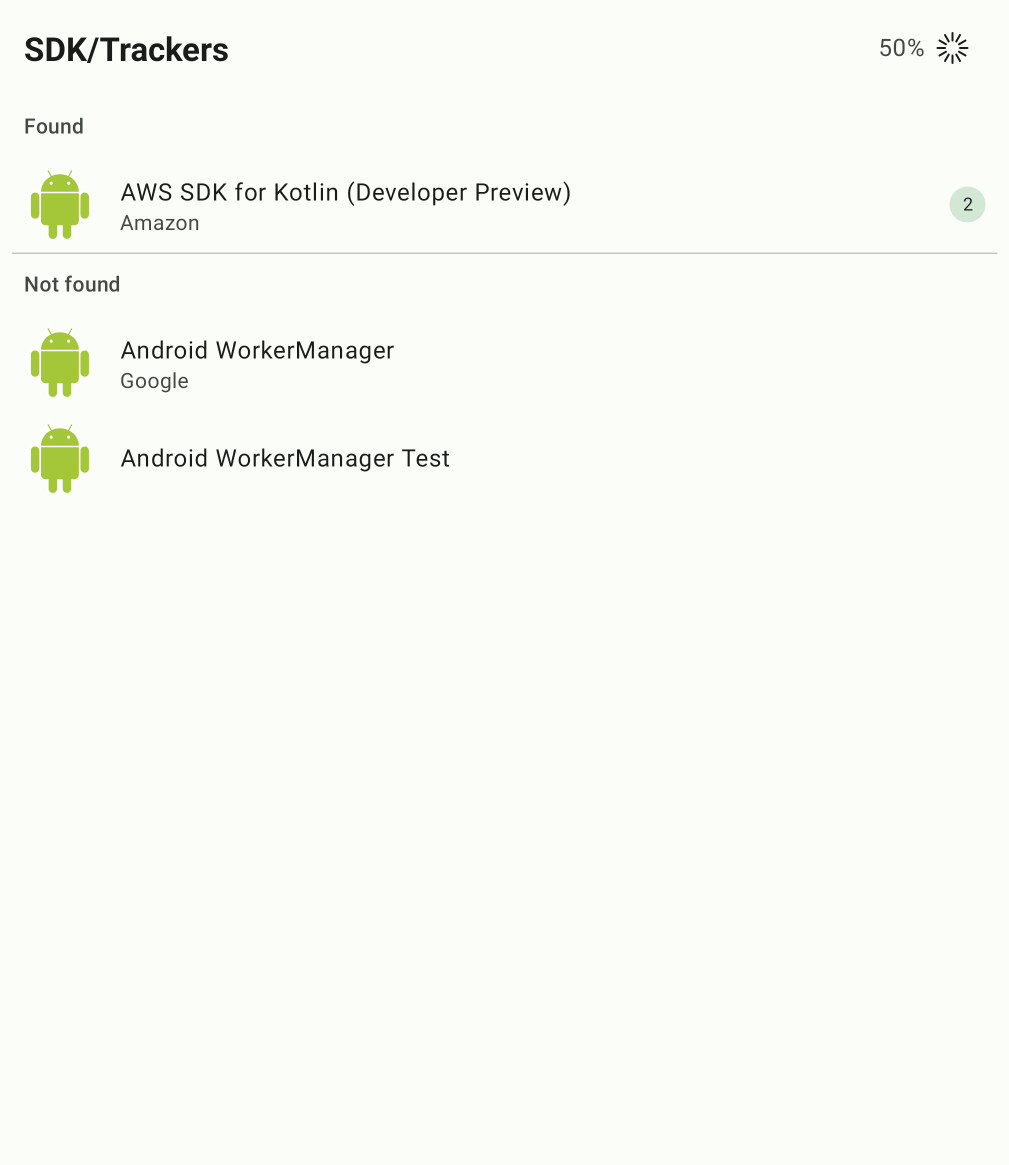 SDK/Trackers
50%
Found
AWS SDK for Kotlin (Developer Preview)
Amazon
2
Not found
Android WorkerManager
Google
Android WorkerManager Test